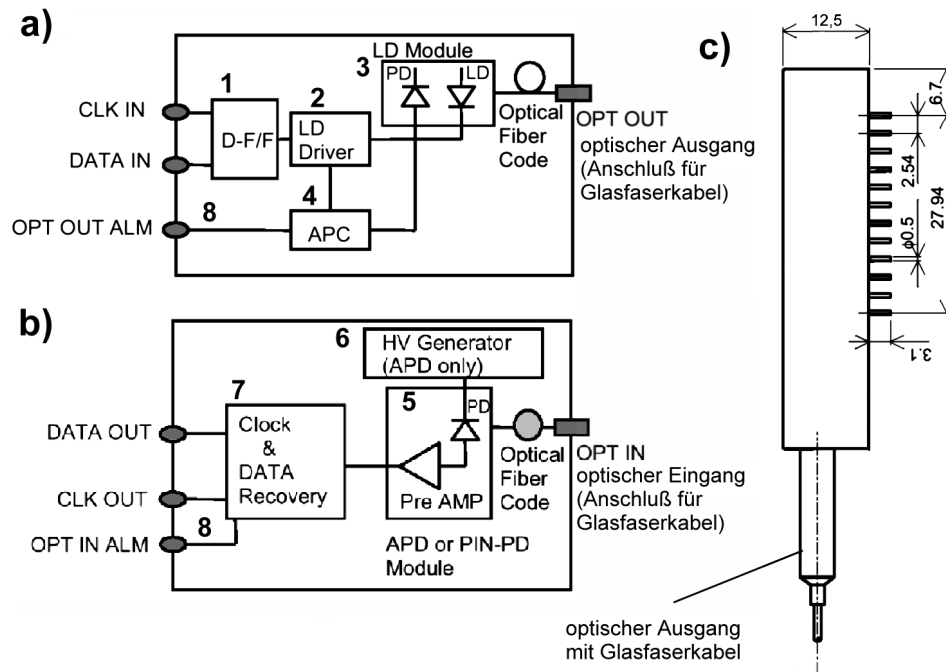 a)
LD Module
3
PD
LD
1
2
CLK IN
D-F/F
LD
Driver
Optical
Fiber
Code
OPT OUT
optischer Ausgang
(Anschluß für
Glasfaserkabel)
DATA IN
4
8
OPT OUT ALM
APC
b)
6
HV Generator
(APD only)
7
5
PD
DATA OUT
Clock
&
DATA
Recovery
CLK OUT
Pre AMP
Optical
Fiber
Code
OPT IN
optischer Eingang
(Anschluß für
Glasfaserkabel)
8
OPT IN ALM
APD or PIN-PD
Module
c)
12,5
6.7
2.54
27.94
φ0.5
3.1
optischer Ausgang
mit Glasfaserkabel